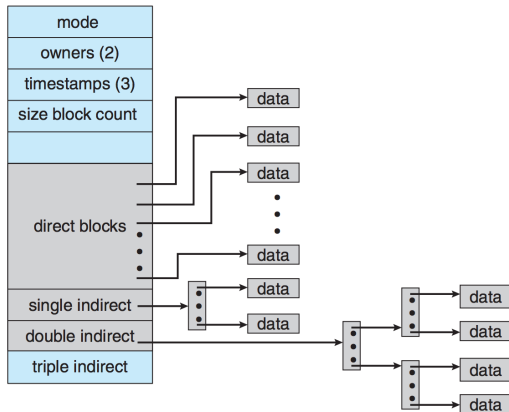 mode
owners (2)
timestamps (3)
size block count
direct blocks
single indirect
double indirect
triple indirect
data
data
data
data
data
data
data
data
data
data